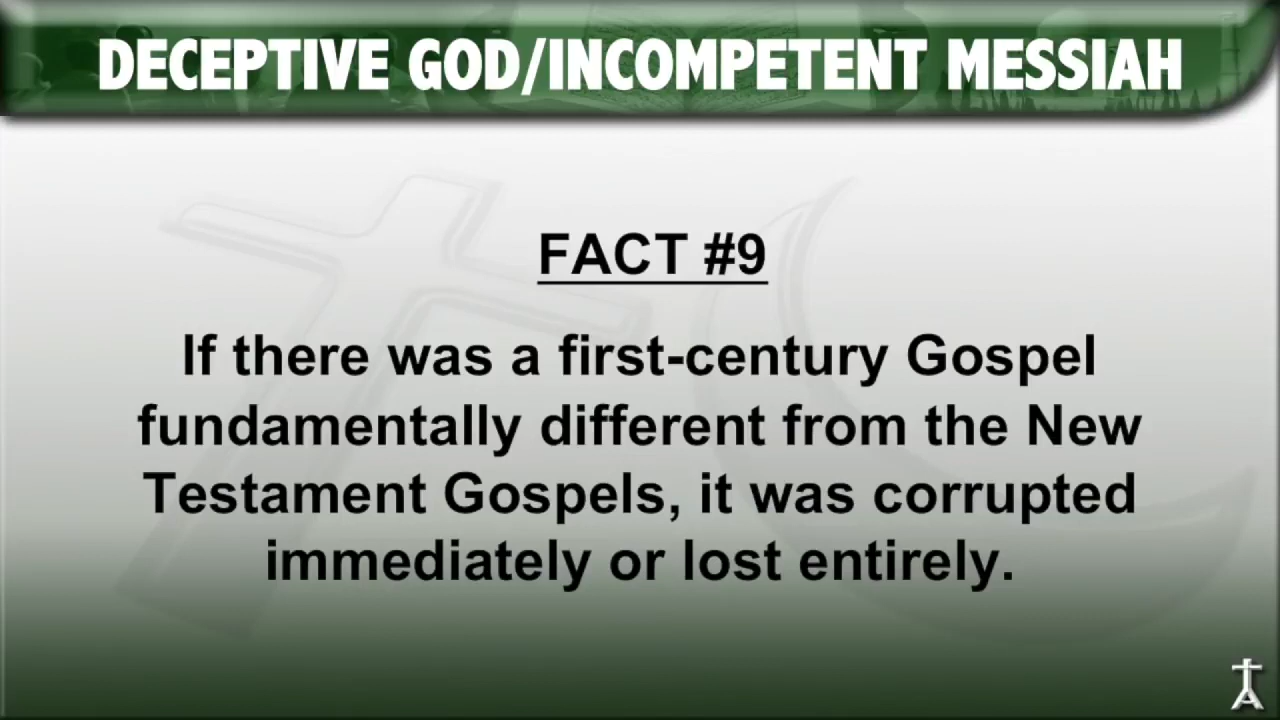 DECEPTIVE GOD/INCOMPETENT MESSIAH
FACT #9
If there was a first-century Gospel
fundamentally different from the New
Testament Gospels, it was corrupted
immediately or lost entirely.